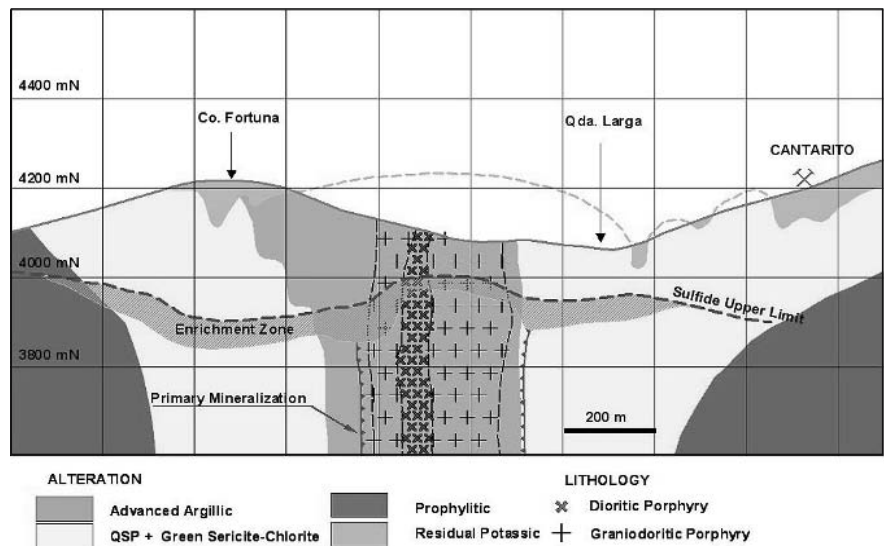 4400 mN
Co. Fortuna
Qda. Larga
CANTARITO
4200 mN
4000 mN
Sulfide Upper Limit
Enrichment Zone
3800 mN
Primary Mineralization
200 m
ALTERATION
LITHOLOGY
Advanced Argillic
Prophylitic
Dioritic Porphyry
QSP + Green Sericite-Chlorite
Residual Potassic
Graniodoritic Porphyry